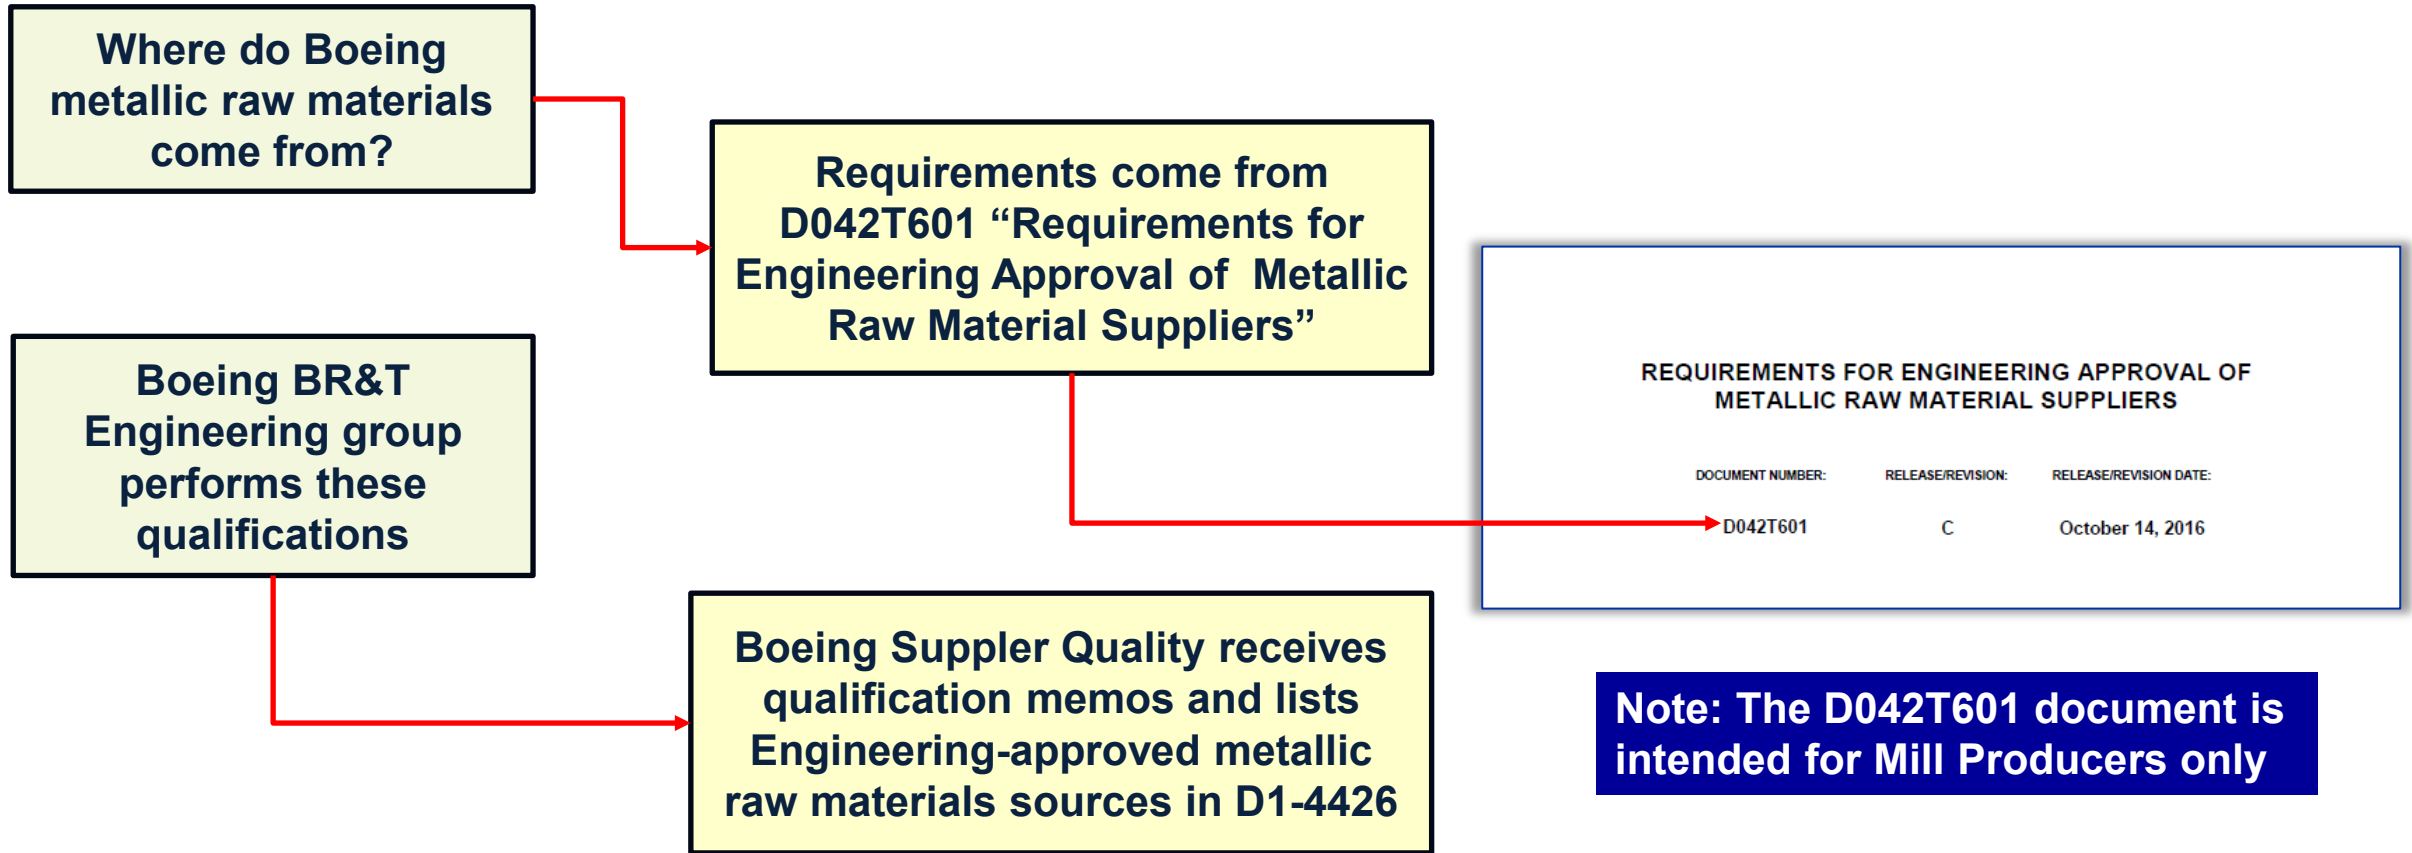 Where do Boeing
metallic raw materials
come from?
Requirements come from
D042T601 “Requirements for
Engineering Approval of  Metallic
Raw Material Suppliers”
REQUIREMENTS FOR ENGINEERING APPROVAL OF
METALLIC RAW MATERIAL SUPPLIERS
DOCUMENT NUMBER: RELEASE/REVISION: RELEASE/REVISION DATE:
D042T601 C October 14, 2016
Boeing BR&T
Engineering group
performs these
qualifications
Boeing Suppler Quality receives
qualification memos and lists
Engineering-approved metallic
raw materials sources in D1-4426
Note: The D042T601 document is
intended for Mill Producers only